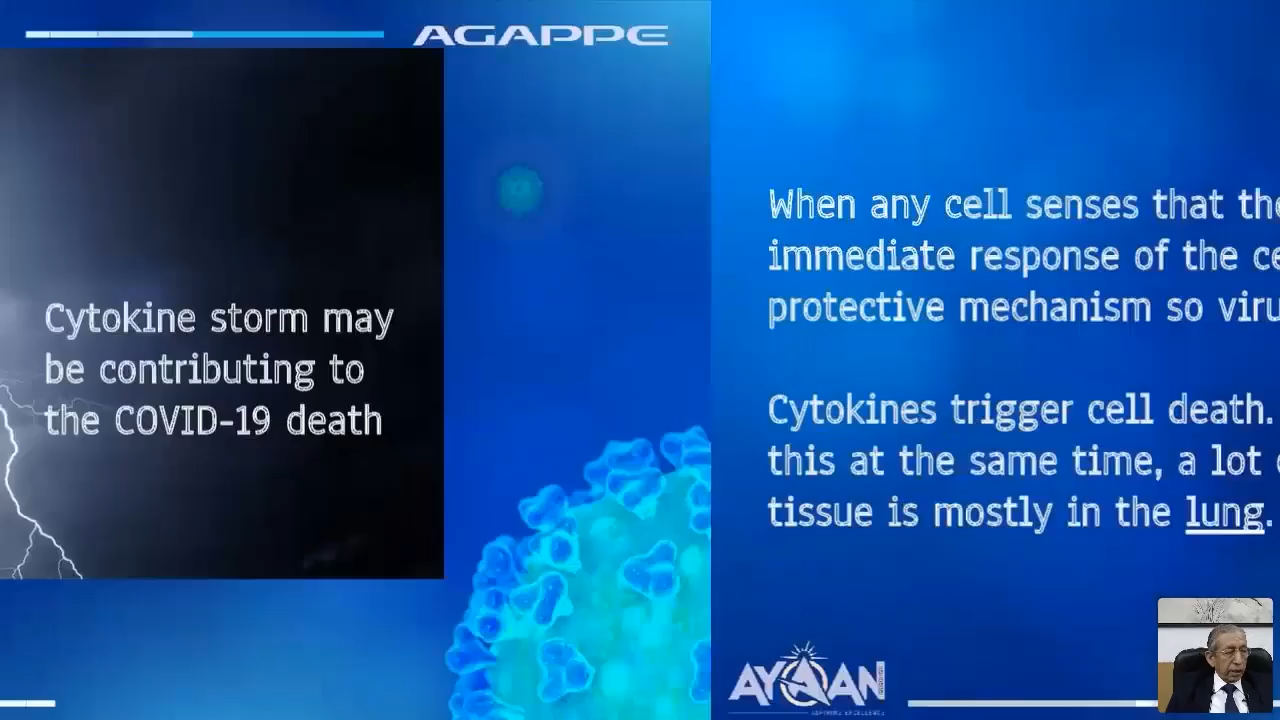 AGAPPE
Cytokine storm may
be contributing to
the COVID-19 death
When any cell senses that the
immediate response of the
protective mechanism so
Cytokines trigger cell death.
this at the same time, a lot
tissue is mostly in the lung.
AYAAN